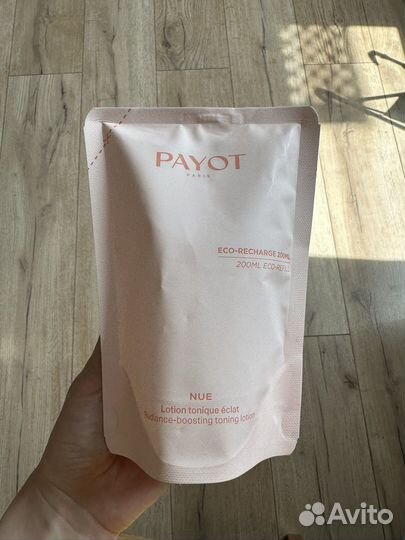 PAYOT
PARIS
ECO-RECHARGE 200ML
200ML ECO-REFILL
NUE
Lotion tonique éclat
Radiance-boosting toning lotion
Avito